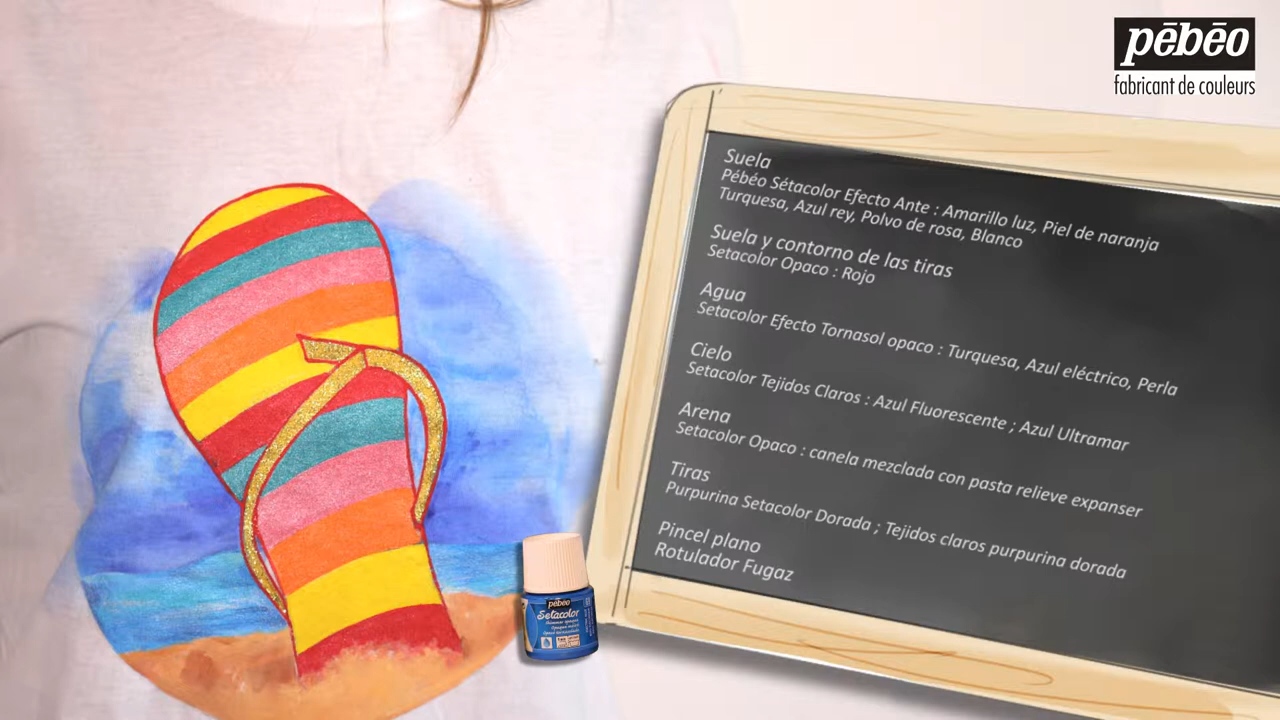 pēbēo
fabricant de couleurs
Suela
Pébéo Sétacolor Efecto Ante : Amarillo luz, Piel de naranja
Turquesa, Azul rey, Polvo de rosa, Blanco
Suela y contorno de las tiras
Setacolor Opaco : Rojo
Agua
Setacolor Efecto Tornasol opaco : Turquesa, Azul eléctrico, Perla
Cielo
Setacolor Tejidos Claros : Azul Fluorescente ; Azul Ultramar
Arena
Setacolor Opaco : canela mezclada con pasta relieve expanser
Tiras
Purpurina Setacolor Dorada ; Tejidos claros purpurina dorada
Pincel plano
Rotulador Fugaz
pēbēo
Setacolor